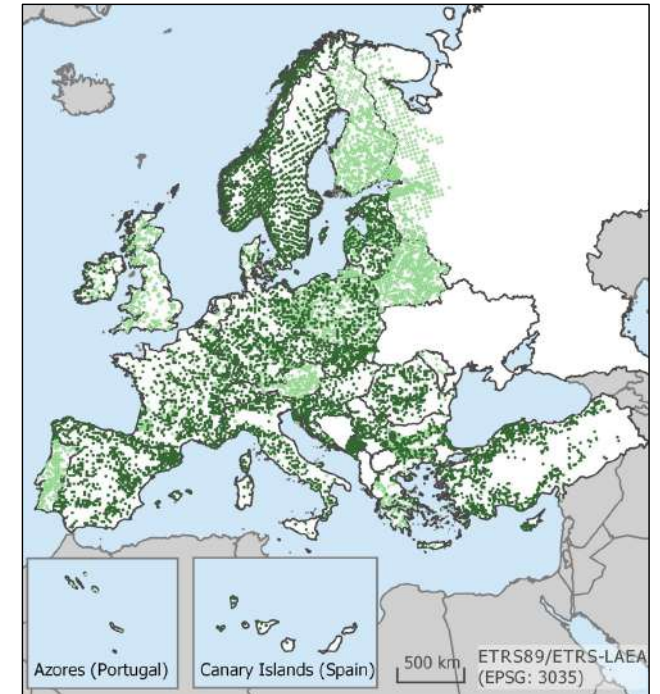 Azores (Portugal)
Canary Islands (Spain)
500 km
ETRS89/ETRS-LAEA
(EPSG: 3035)